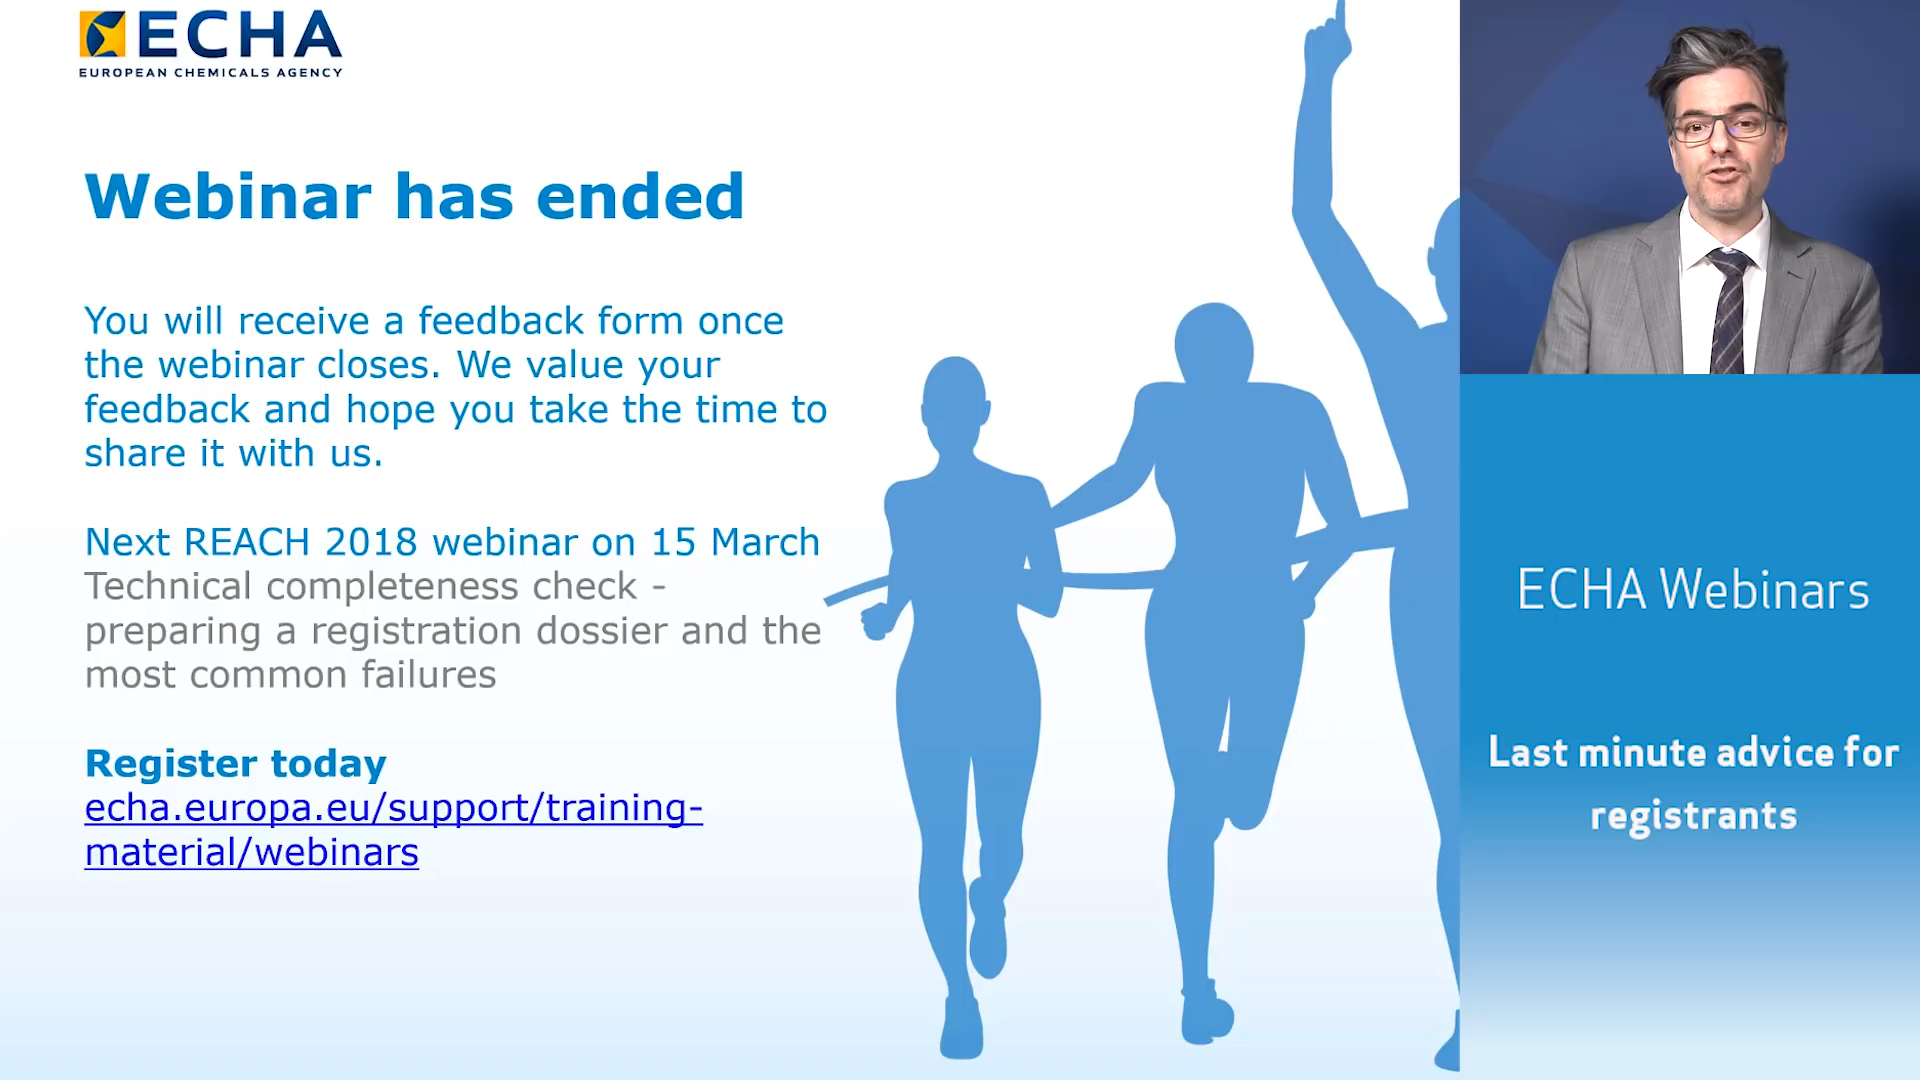 ECHA
EUROPEAN CHEMICALS AGENCY
Webinar has ended
You will receive a feedback form once
the webinar closes. We value your
feedback and hope you take the time to
share it with us.
Next REACH 2018 webinar on 15 March
Technical completeness check -
preparing a registration dossier and the
most common failures
Register today
echa.europa.eu/support/training-
material/webinars
ECHA Webinars
Last minute advice for
registrants